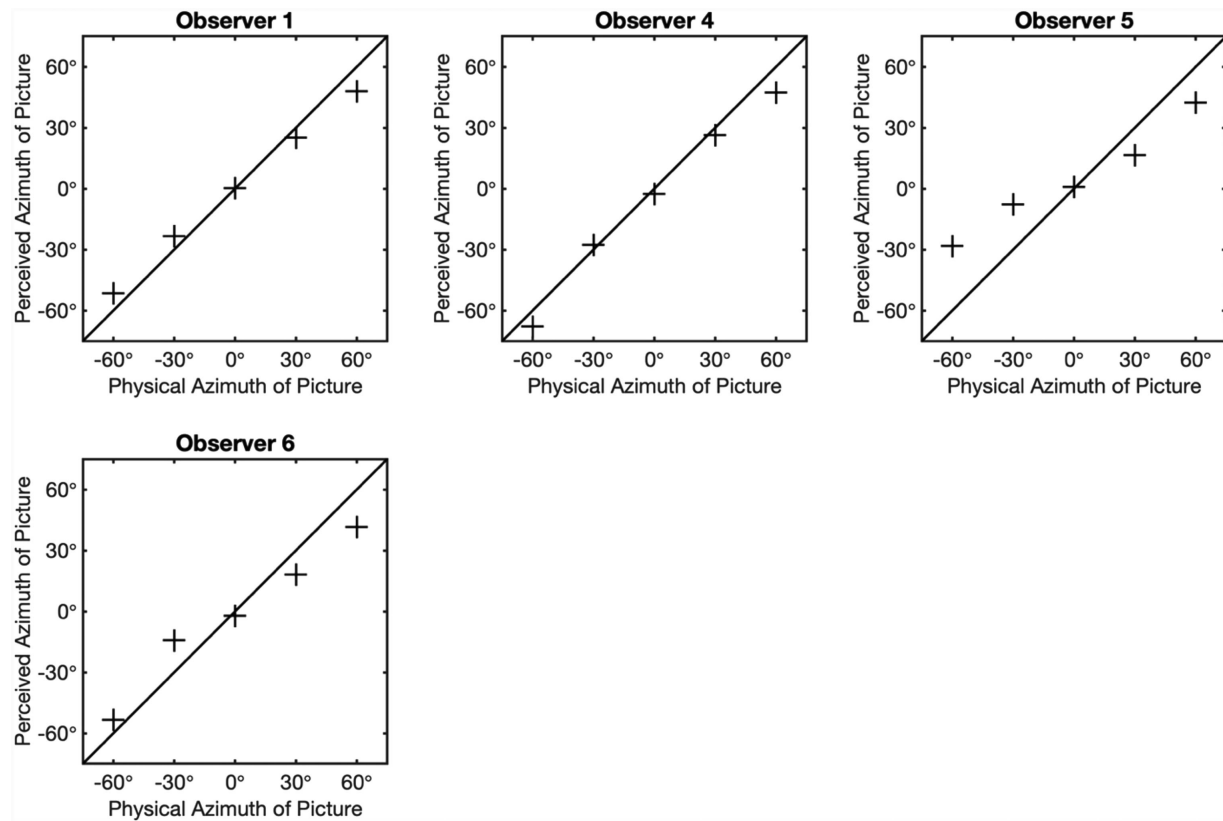 Observer 1
Perceived Azimuth of Picture
60°
30°
0°
-30°
-60°
-60° -30° 0° 30° 60°
Physical Azimuth of Picture
Observer 4
Perceived Azimuth of Picture
60°
30°
0°
-30°
-60°
-60° -30° 0° 30° 60°
Physical Azimuth of Picture
Observer 5
Perceived Azimuth of Picture
60°
30°
0°
-30°
-60°
-60° -30° 0° 30° 60°
Physical Azimuth of Picture
Observer 6
Perceived Azimuth of Picture
60°
30°
0°
-30°
-60°
-60° -30° 0° 30° 60°
Physical Azimuth of Picture